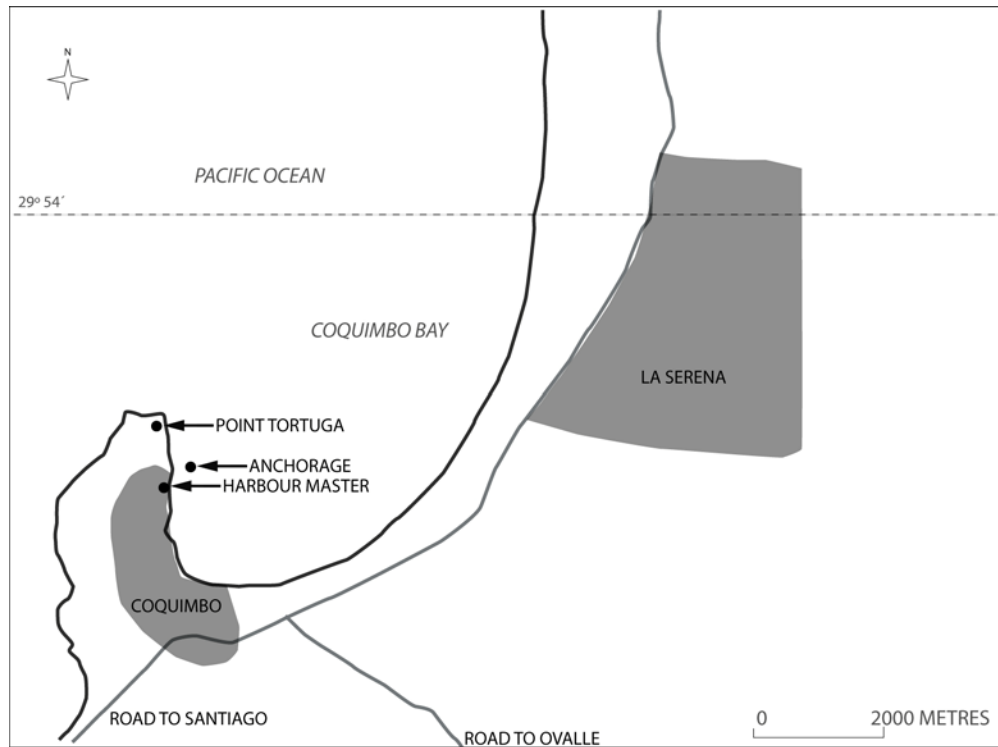 N
PACIFIC OCEAN
29º 54´
COQUIMBO BAY
LA SERENA
POINT TORTUGA
ANCHORAGE
HARBOUR MASTER
COQUIMBO
ROAD TO SANTIAGO
0 2000 METRES
ROAD TO OVALLE